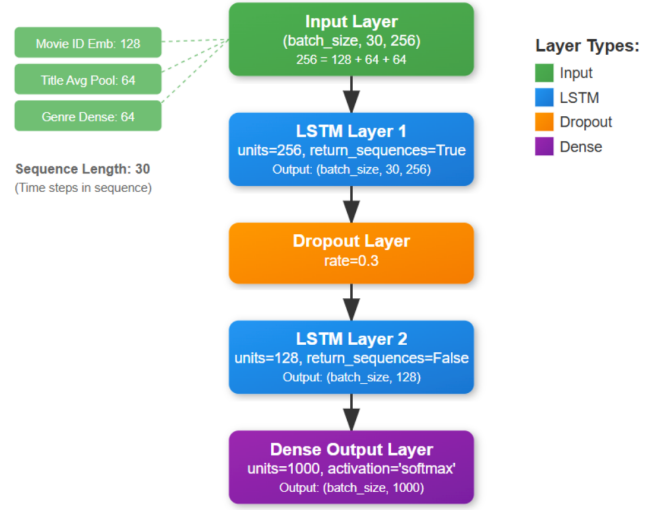 Input Layer
(batch_size, 30, 256)
256 = 128 + 64 + 64
Movie ID Emb: 128
Title Avg Pool: 64
Genre Dense: 64
Sequence Length: 30
(Time steps in sequence)
LSTM Layer 1
units=256, return_sequences=True
Output: (batch_size, 30, 256)
Dropout Layer
rate=0.3
LSTM Layer 2
units=128, return_sequences=False
Output: (batch_size, 128)
Dense Output Layer
units=1000, activation='softmax'
Output: (batch_size, 1000)
Layer Types:
Input
LSTM
Dropout
Dense